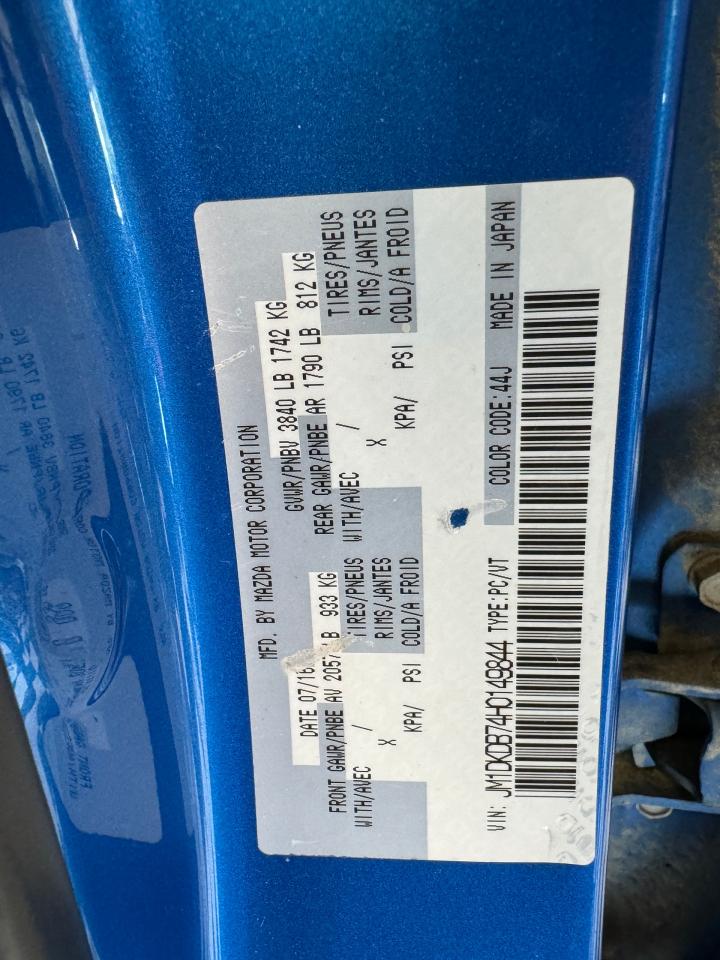 MFD. BY MAZDA MOTOR CORPORATION
DATE 07/16 GVWR/PNBV 3840 LB 1742 KG
FRONT GAWR/PNBE AV 2057 LB 933 KG REAR GAWR/PNBE AR 1790 LB 812 KG
WITH/AVEC / TIRES/PNEUS WITH/AVEC / TIRES/PNEUS
X RIMS/JANTES X RIMS/JANTES
KPA/ PSI COLD/A FROID KPA/ PSI COLD/A FROID
COLOR CODE:44J MADE IN JAPAN
VIN: JM1DKDB74H0149844 TYPE:PC/VT